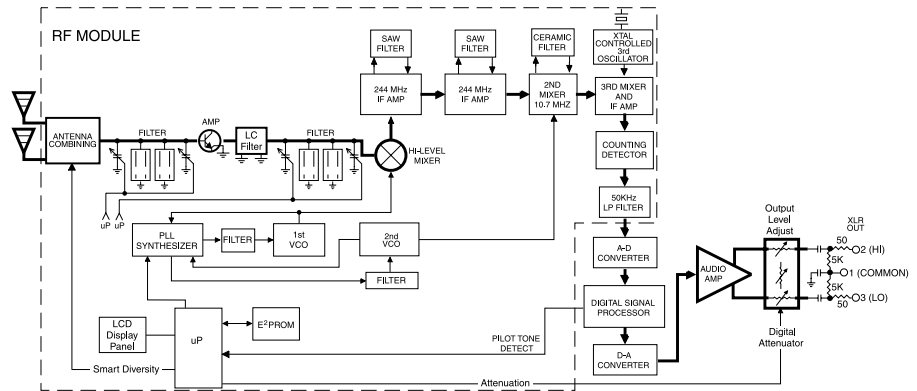 RF MODULE
SAW
FILTER
SAW
FILTER
CERAMIC
FILTER
XTAL
CONTROLLED
3rd
OSCILLATOR
244 MHz
IF AMP
244 MHz
IF AMP
2ND
MIXER
10.7 MHZ
3RD MIXER
AND
IF AMP
ANTENNA
COMBINING
FILTER
AMP
LC
Filter
FILTER
HI-LEVEL
MIXER
COUNTING
DETECTOR
uP
uP
50KHz
LP FILTER
PLL
SYNTHESIZER
FILTER
1st
VCO
2nd
VCO
FILTER
A-D
CONVERTER
AUDIO
AMP
Output
Level
Adjust
XLR
OUT
50
2 (HI)
5K
1 (COMMON)
5K
3 (LO)
50
DIGITAL SIGNAL
PROCESSOR
LCD
Display
Panel
uP
E2PROM
PILOT TONE
DETECT
D-A
CONVERTER
Digital
Attenuator
Smart Diversity
Attenuation